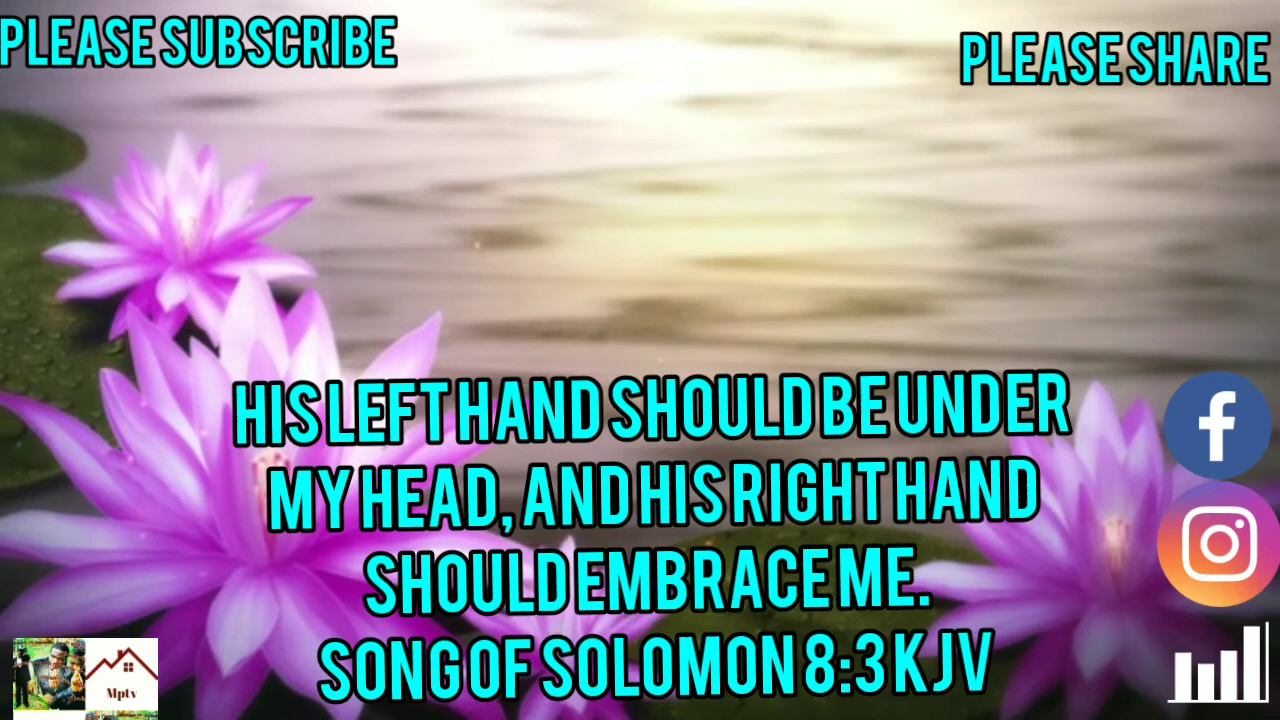 PLEASE SUBSCRIBE
PLEASE SHARE
HIS LEFT HAND SHOULD BE UNDER
MY HEAD, AND HIS RIGHT HAND
SHOULD EMBRACE ME.
SONG OF SOLOMON 8:3 KJV
Mptv